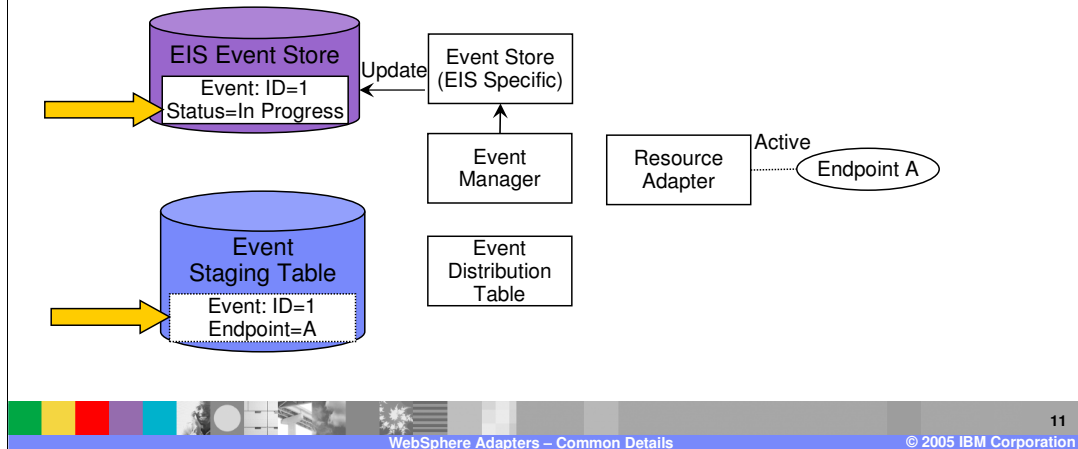 EIS Event Store
Event: ID=1
Status=In Progress
Update
Event Store
(EIS Specific)
Event
Manager
Resource
Adapter
Active
Endpoint A
Event
Staging Table
Event: ID=1
Endpoint=A
Event
Distribution
Table
11
WebSphere Adapters – Common Details
© 2005 IBM Corporation